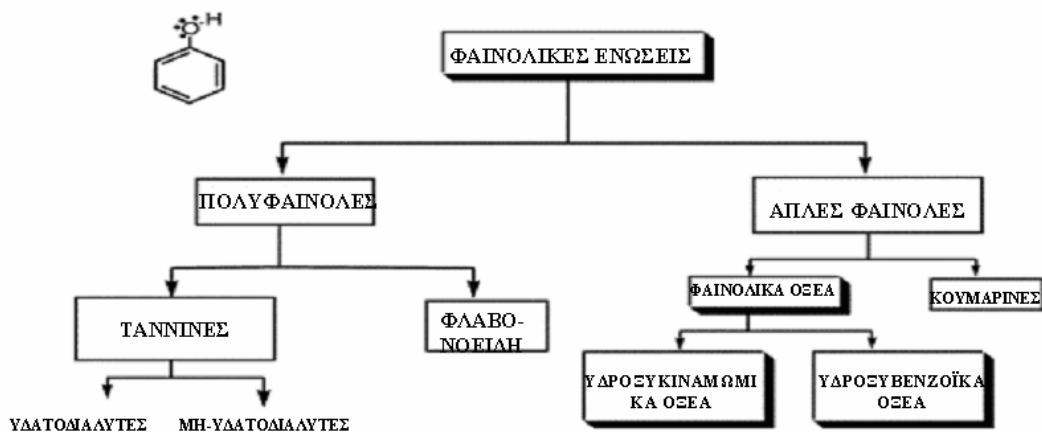 O-H
ΦΑΙΝΟΛΙΚΕΣ ΕΝΩΣΕΙΣ
ΠΟΛΥΦΑΙΝΟΛΕΣ
ΑΠΛΕΣ ΦΑΙΝΟΛΕΣ
ΦΑΙΝΟΛΙΚΑ ΟΞΕΑ
ΚΟΥΜΑΡΙΝΕΣ
ΤΑΝΝΙΝΕΣ
ΦΛΑΒΟ-
ΝΟΕΙΔΗ
ΥΔΡΟΞΥΚΙΝΑΜΩΜΙ
ΚΑ ΟΞΕΑ
ΥΔΡΟΞΥΒΕΝΖΟΪΚΑ
ΟΞΕΑ
ΥΔΑΤΟΔΙΑΛΥΤΕΣ
ΜΗ-ΥΔΑΤΟΔΙΑΛΥΤΕΣ